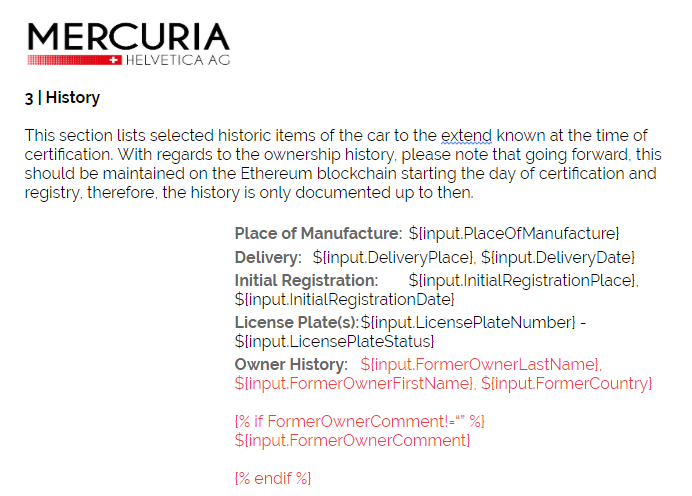 MERCURIA
HELVETICA AG
3 | History
This section lists selected historic items of the car to the extend known at the time of
certification. With regards to the ownership history, please note that going forward, this
should be maintained on the Ethereum blockchain starting the day of certification and
registry, therefore, the history is only documented up to then.
Place of Manufacture: ${input.PlaceOfManufacture}
Delivery: ${input.DeliveryPlace}, ${input.DeliveryDate}
Initial Registration: ${input.InitialRegistrationPlace},
${input.InitialRegistrationDate}
License Plate(s): ${input.LicensePlateNumber} -
${input.LicensePlateStatus}
Owner History: ${input.FormerOwnerLastName},
${input.FormerOwnerFirstName}, ${input.FormerCountry}
{% if FormerOwnerComment!=“” %}
${input.FormerOwnerComment}
{% endif %}